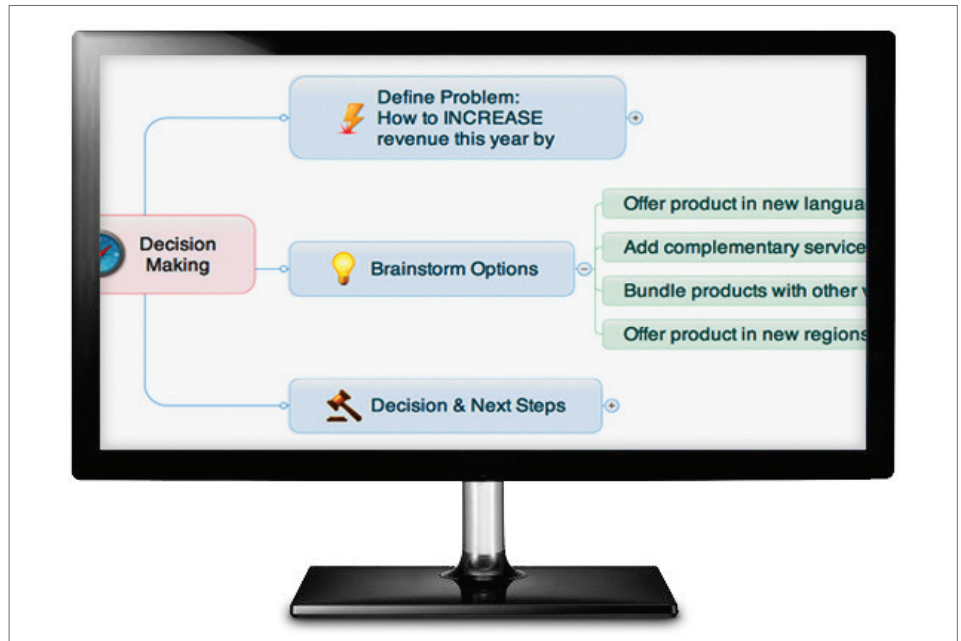 Define Problem:
How to INCREASE
revenue this year by
Decision
Making
Brainstorm Options
Offer product in new
Add complementary service
Bundle products with other
Offer product in new regions
Decision & Next Steps